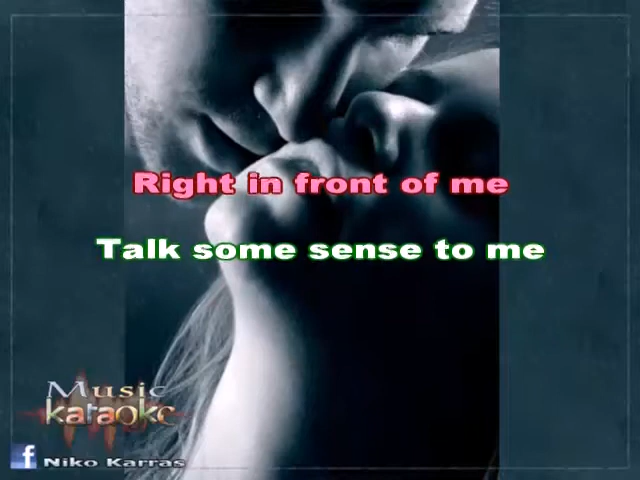 Right in front of me
Talk some sense to me
Music
karaoke
f Niko Karras